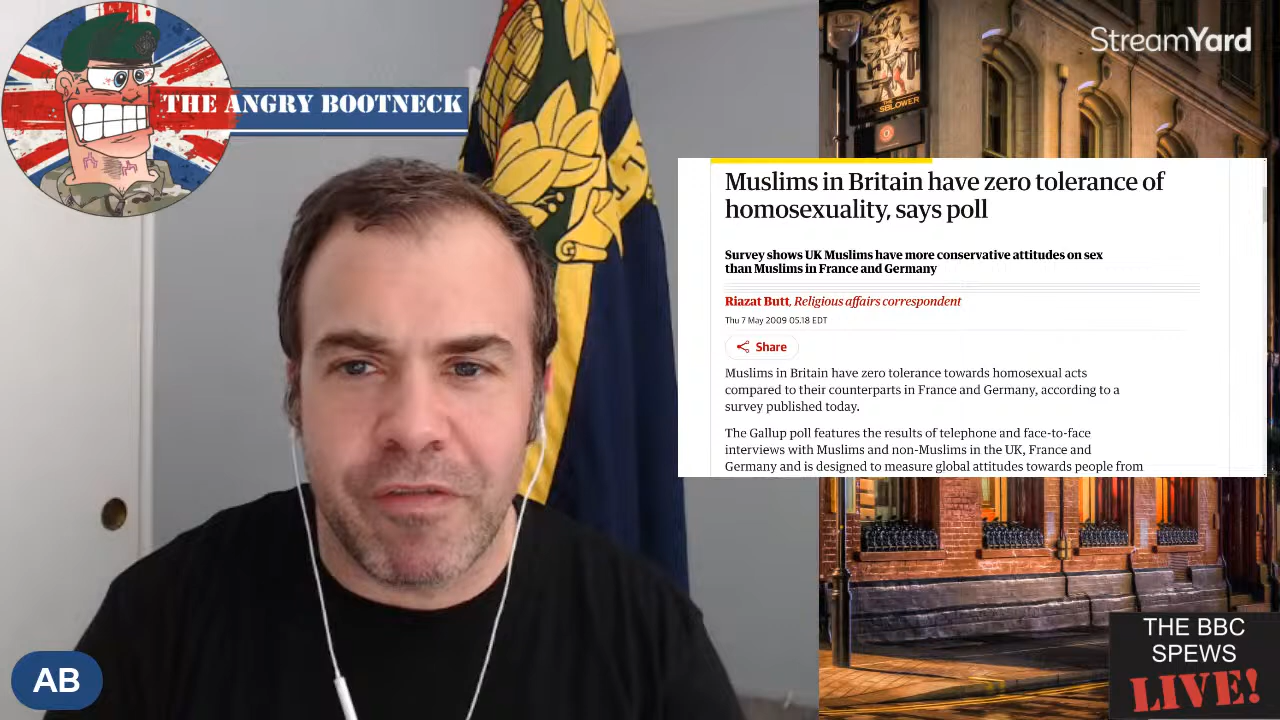 THE ANGRY BOOTNECK
StreamYard
THE
SBLOWER
Muslims in Britain have zero tolerance of
homosexuality, says poll
Survey shows UK Muslims have more conservative attitudes on sex
than Muslims in France and Germany
Riazat Butt, Religious affairs correspondent
Thu 7 May 2009 05.18 EDT
Share
Muslims in Britain have zero tolerance towards homosexual acts
compared to their counterparts in France and Germany, according to a
survey published today.
The Gallup poll features the results of telephone and face-to-face
interviews with Muslims and non-Muslims in the UK, France and
Germany and is designed to measure global attitudes towards people from
AB
THE BBC
SPEWS
LIVE!